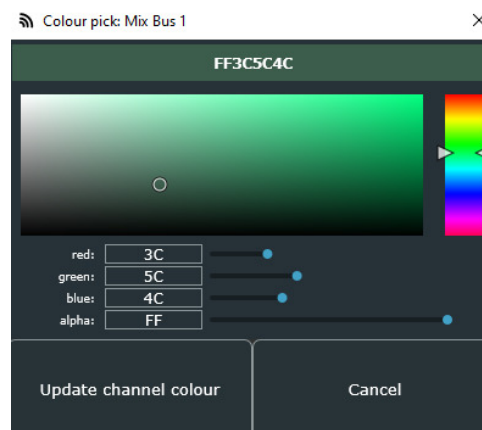 Colour pick: Mix Bus 1
FF3C5C4C
red: 3C
green: 5C
blue: 4C
alpha: FF
Update channel colour
Cancel